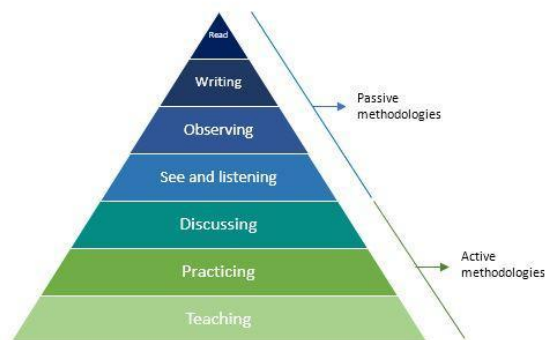 Read
Writing
Observing
See and listening
Discussing
Practicing
Teaching
Passive
methodologies
Active
methodologies